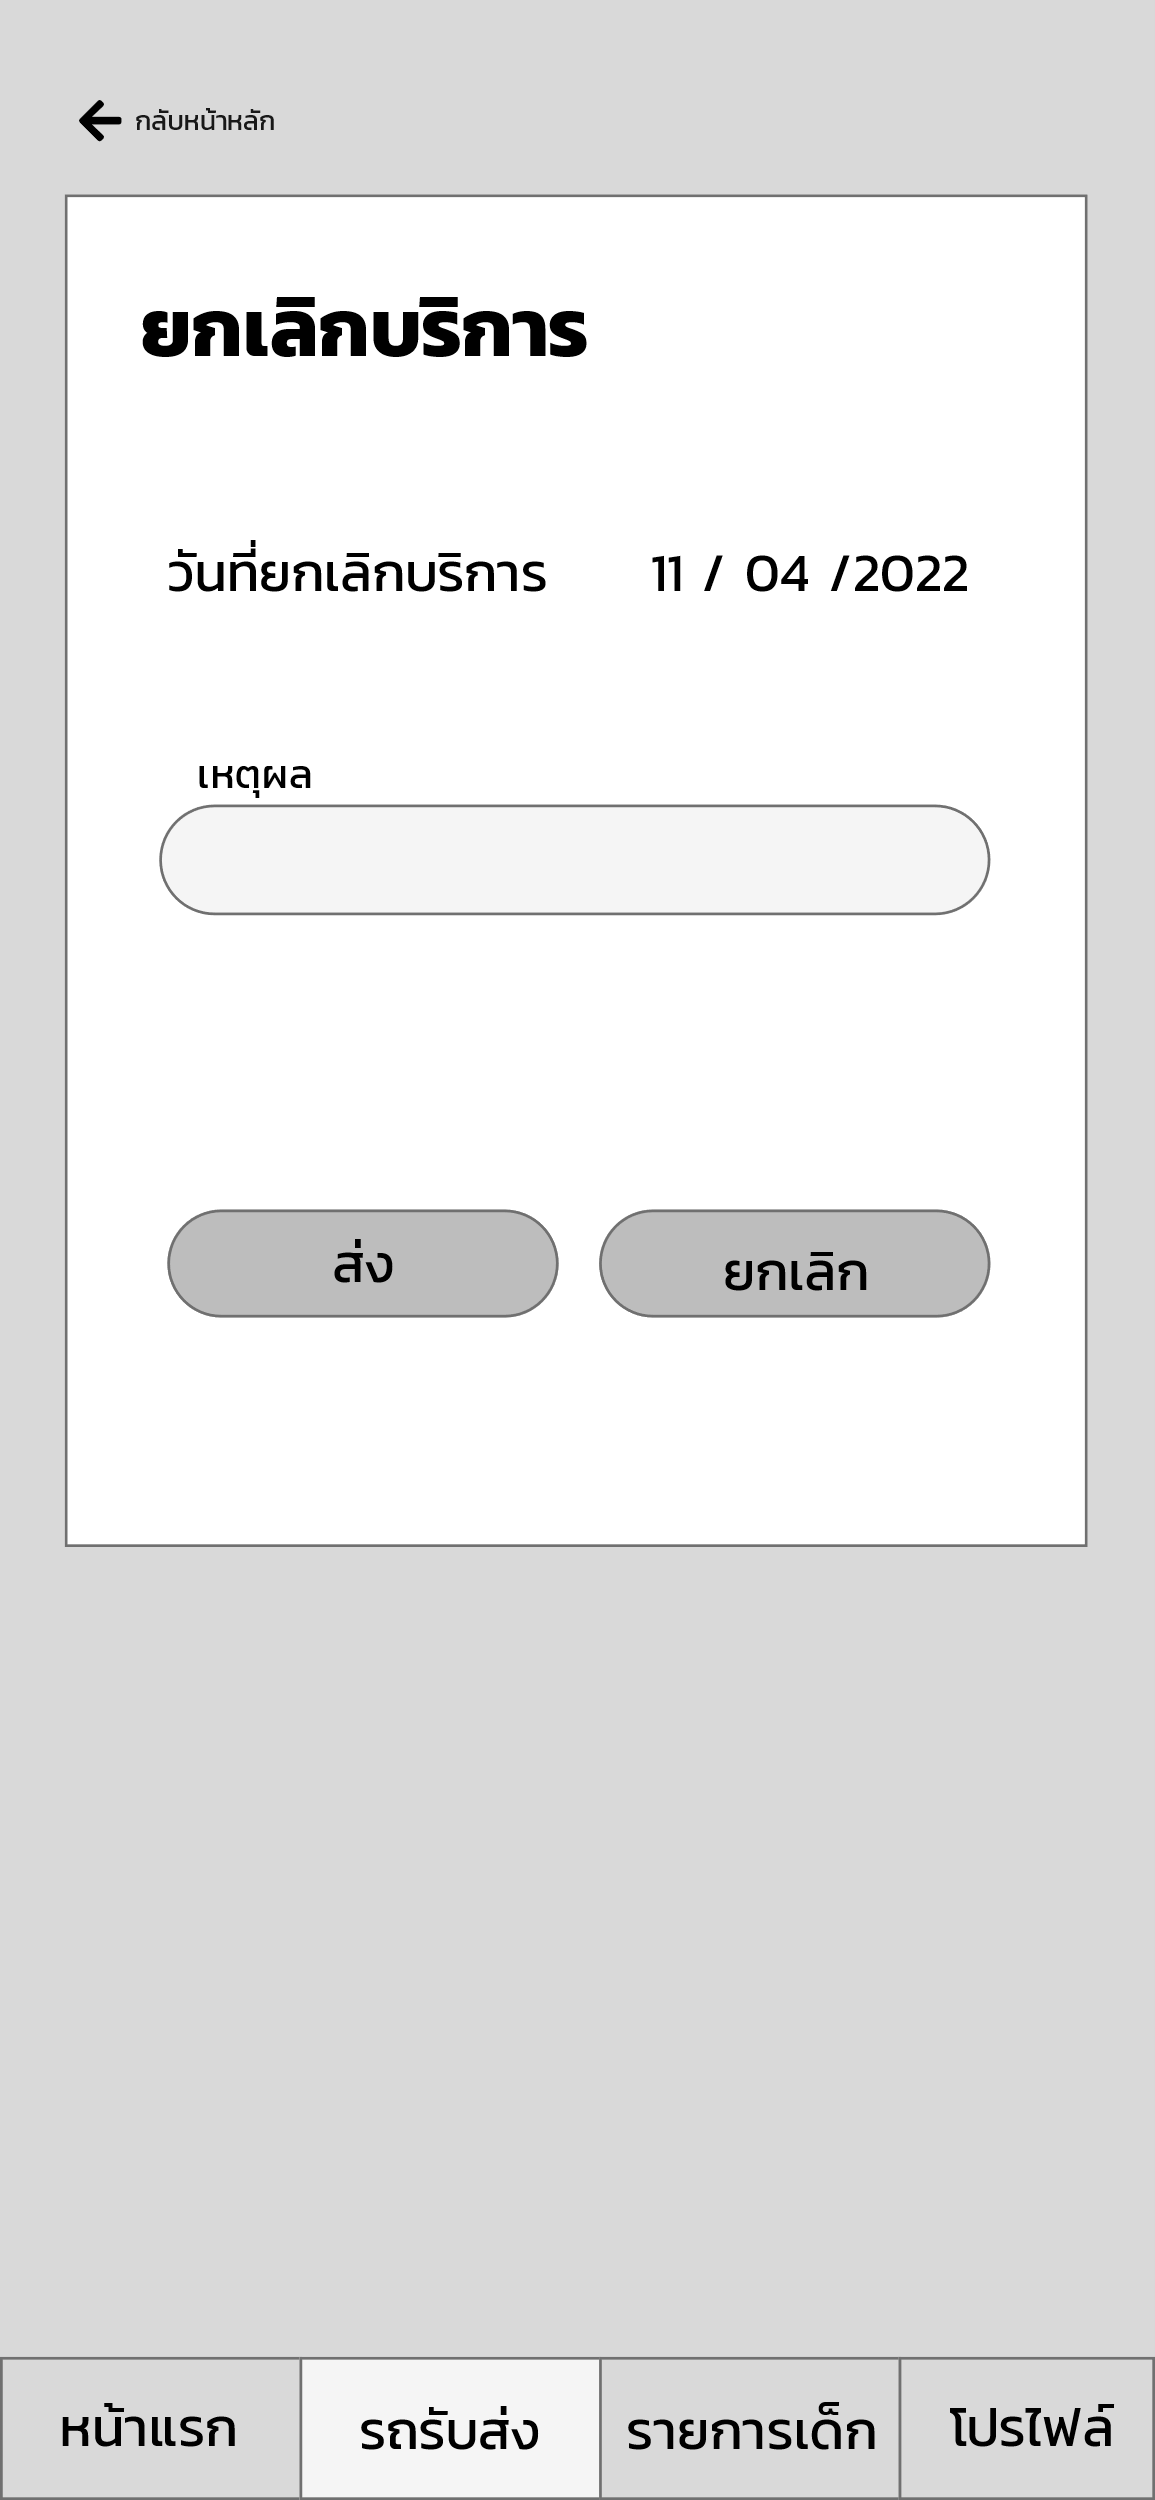 กลับหน้าหลัก
ยกเลิกบริการ
วันที่ยกเลิกบริการ 11 / 04 /2022
เหตุผล
ส่ง ยกเลิก
หน้าแรก รถรับส่ง รายการเด็ก โปรไฟล์